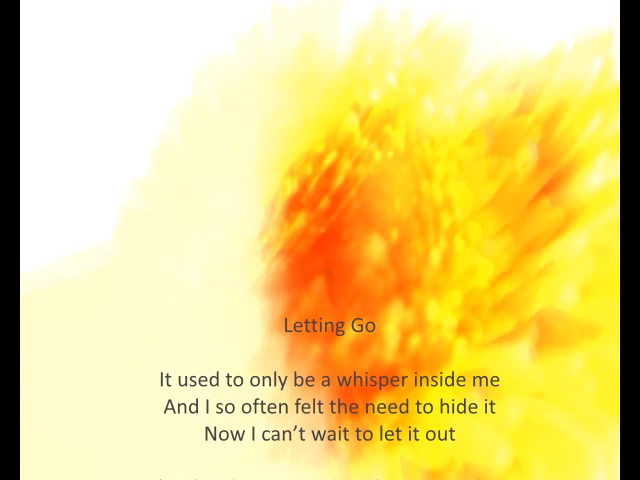 Letting Go
It used to only be a whisper inside me
And I so often felt the need to hide it
Now I can’t wait to let it out